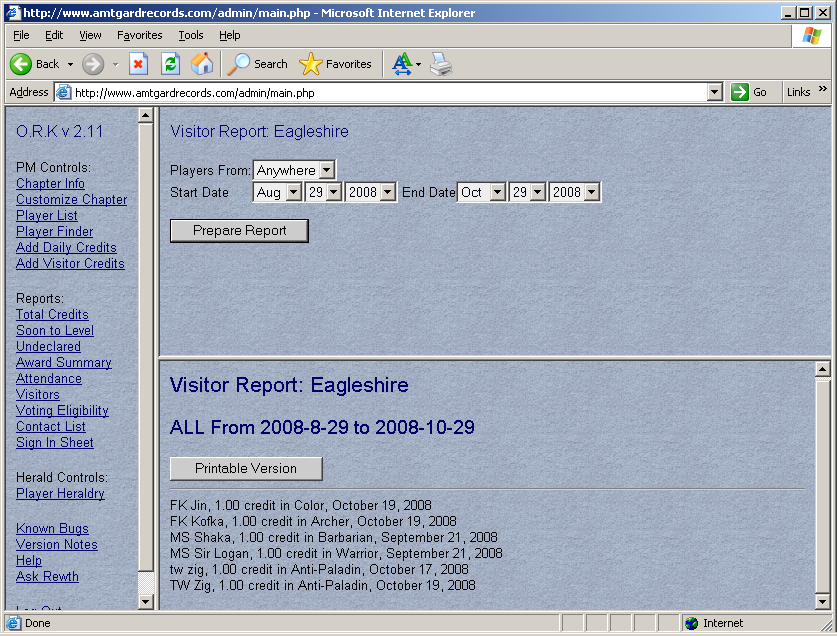 http://www.amtgardrecords.com/admin/main.php - Microsoft Internet Explorer
File Edit View Favorites Tools Help
Back Search Favorites
Address http://www.amtgardrecords.com/admin/main.php Go Links »
O.R.K v 2.11
PM Controls:
Chapter Info
Customize Chapter
Player List
Player Finder
Add Daily Credits
Add Visitor Credits
Reports:
Total Credits
Soon to Level
Undeclared
Award Summary
Attendance
Visitors
Voting Eligibility
Contact List
Sign In Sheet
Herald Controls:
Player Heraldry
Known Bugs
Version Notes
Help
Ask Rewth
Log Out
Visitor Report: Eagleshire
Players From: Anywhere
Start Date Aug 29 2008 End Date Oct 29 2008
Prepare Report
Visitor Report: Eagleshire
ALL From 2008-8-29 to 2008-10-29
Printable Version
FK Jin, 1.00 credit in Color, October 19, 2008
FK Kofka, 1.00 credit in Archer, October 19, 2008
MS Shaka, 1.00 credit in Barbarian, September 21, 2008
MS Sir Logan, 1.00 credit in Warrior, September 21, 2008
tw zig, 1.00 credit in Anti-Paladin, October 17, 2008
TW Zig, 1.00 credit in Anti-Paladin, October 19, 2008
Done Internet